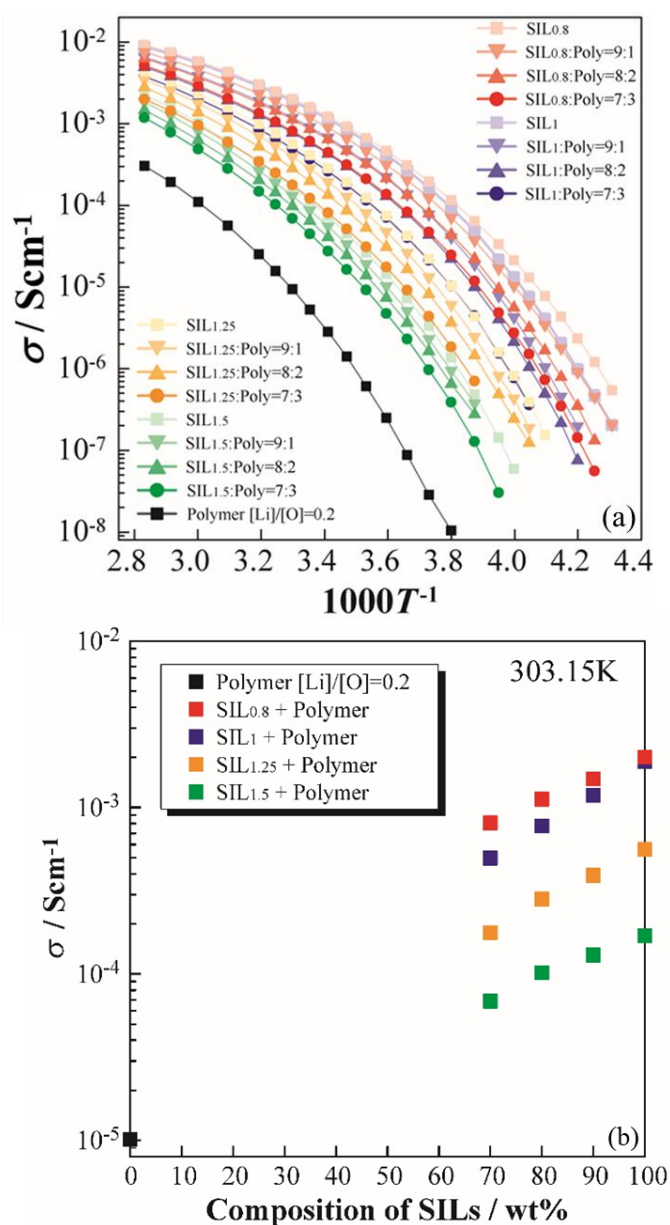 10-2
10-3
10-4
10-5
10-6
10-7
10-8
σ / Scm-1
SIL0.8
SIL0.8:Poly=9:1
SIL0.8:Poly=8:2
SIL0.8:Poly=7:3
SIL1
SIL1:Poly=9:1
SIL1:Poly=8:2
SIL1:Poly=7:3
SIL1.25
SIL1.25:Poly=9:1
SIL1.25:Poly=8:2
SIL1.25:Poly=7:3
SIL1.5
SIL1.5:Poly=9:1
SIL1.5:Poly=8:2
SIL1.5:Poly=7:3
Polymer [Li]/[O]=0.2
(a)
2.8 3.0 3.2 3.4 3.6 3.8 4.0 4.2 4.4
1000T-1
10-2
10-3
10-4
10-5
σ / Scm-1
Polymer [Li]/[O]=0.2
SIL0.8 + Polymer
SIL1 + Polymer
SIL1.25 + Polymer
SIL1.5 + Polymer
303.15K
(b)
0 10 20 30 40 50 60 70 80 90 100
Composition of SILs / wt%